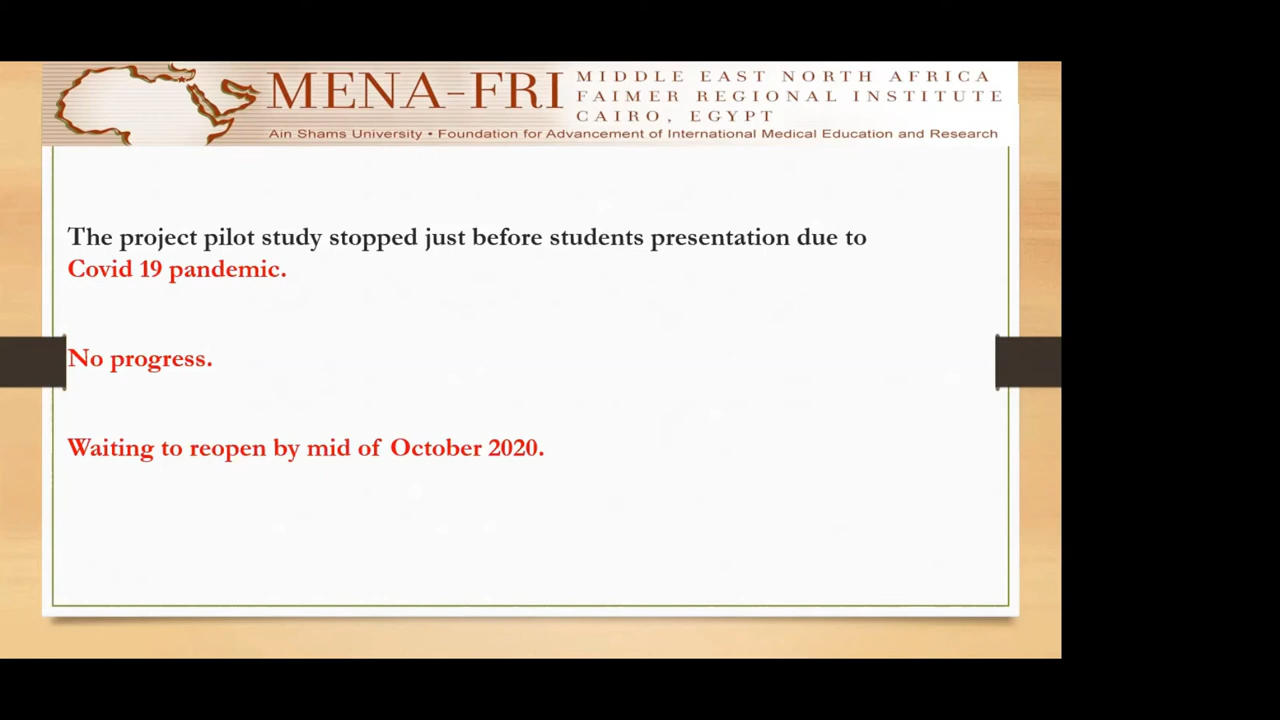 MENA-FRI
MIDDLE EAST NORTH AFRICA
FAIMER REGIONAL INSTITUTE
CAIRO, EGYPT
Ain Shams University • Foundation for Advancement of International Medical Education and Research
The project pilot study stopped just before students presentation due to
Covid 19 pandemic.
No progress.
Waiting to reopen by mid of October 2020.